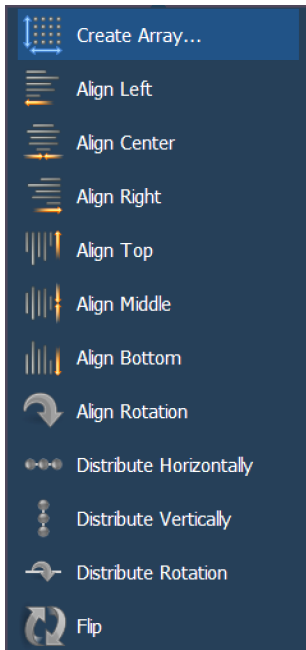 Create Array...
Align Left
Align Center
Align Right
Align Top
Align Middle
Align Bottom
Align Rotation
Distribute Horizontally
Distribute Vertically
Distribute Rotation
Flip